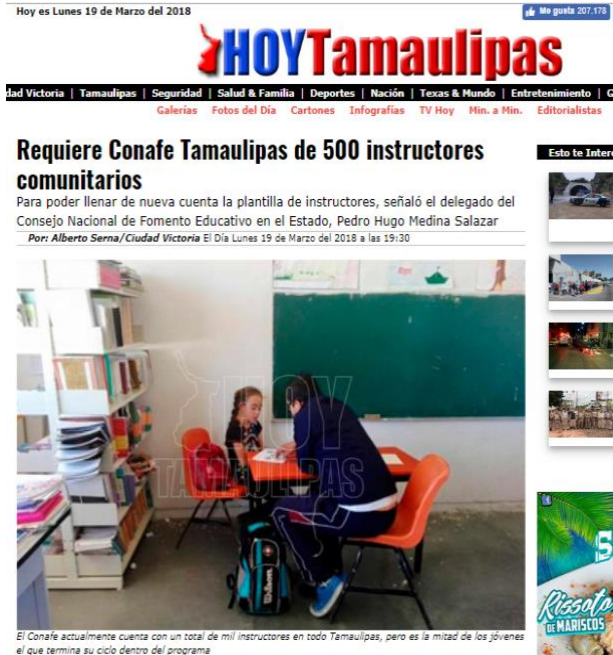 Hoy es Lunes 19 de Marzo del 2018
Me gusta 207,178
HOYTamaulipas
dad Victoria | Tamaulipas | Seguridad | Salud & Familia | Deportes | Nación | Texas & Mundo | Entretenimiento | G
Galerías Fotos del Día Cartones Infografías TV Hoy Min. a Min. Editorialistas
Requiere Conafe Tamaulipas de 500 instructores
comunitarios
Esto te Inter
Para poder llenar de nueva cuenta la plantilla de instructores, señaló el delegado del
Consejo Nacional de Fomento Educativo en el Estado, Pedro Hugo Medina Salazar
Por: Alberto Serna/Ciudad Victoria El Día Lunes 19 de Marzo del 2018 a las 19:30
HOY
TAMAULIPAS
Wilson
S
Rissoto
DE MARISCOS
El Conafe actualmente cuenta con un total de mil instructores en todo Tamaulipas, pero es la mitad de los jóvenes
el que termina su ciclo dentro del programa